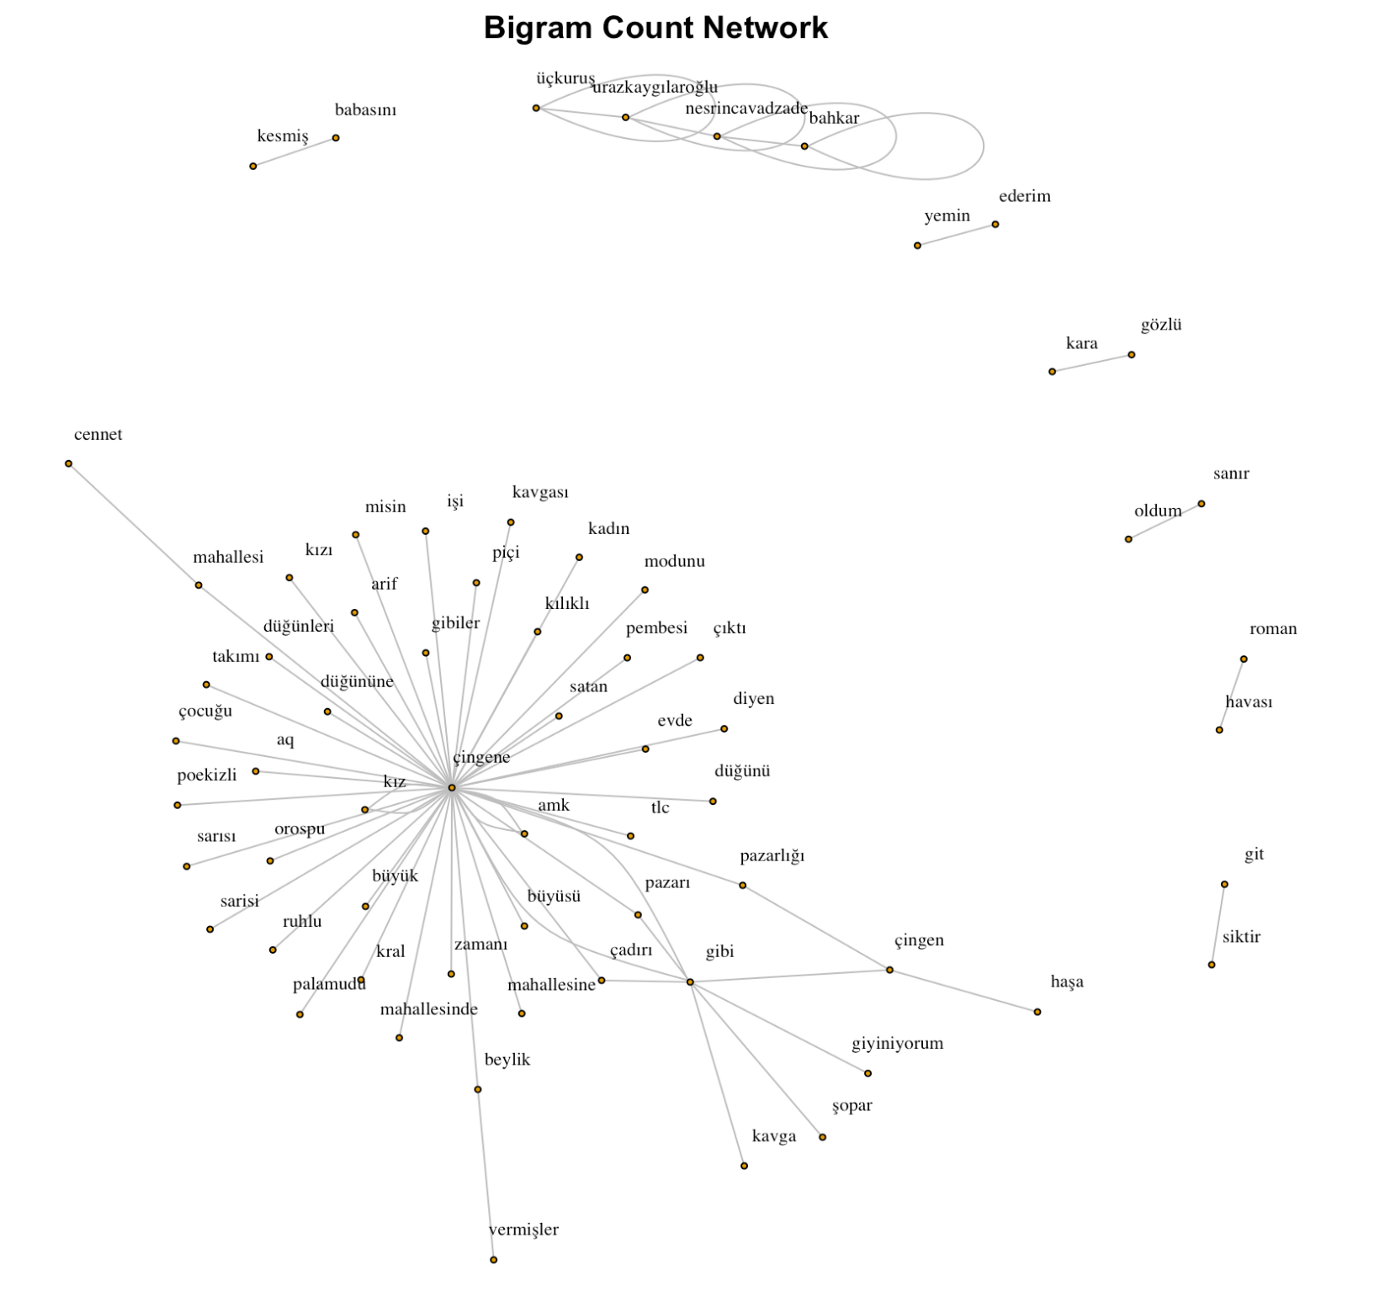 Bigram Count Network
üçkuruş
urazkaygılaroğlu
nesrincavadzade
bahkar
babasını
kesmiş
ederim
yemin
gözlü
kara
cennet
sanır
oldum
kavgası
işi
misin
kadın
kızı
piçi
mahallesi
modunu
arif
kılıklı
düğünleri
gibiler
pembesi
çıktı
roman
takımı
düğününe
satan
diyen
havası
çocuğu
evde
aq
çingene
düğünü
poekizli
kız
amk
tlc
orospu
sarısı
pazarlığı
git
büyük
pazarı
büyüsü
sarisi
ruhlu
siktir
çingen
zamanı
kral
çadırı
gibi
palamudu
mahallesine
haşa
mahallesinde
giyiniyorum
beylik
şopar
kavga
vermişler